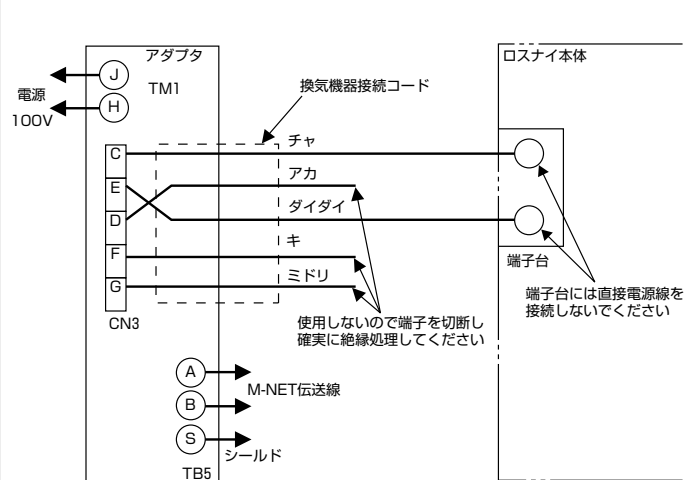 アダプタ
TM1
J
H
電源
100V
換気機器接続コード
ロスナイ本体
C
E
D
F
G
CN3
チャ
アカ
ダイダイ
キ
ミドリ
端子台
端子台には直接電源線を
接続しないでください
使用しないので端子を切断し
確実に絶縁処理してください
A
B
S
M-NET伝送線
シールド
TB5